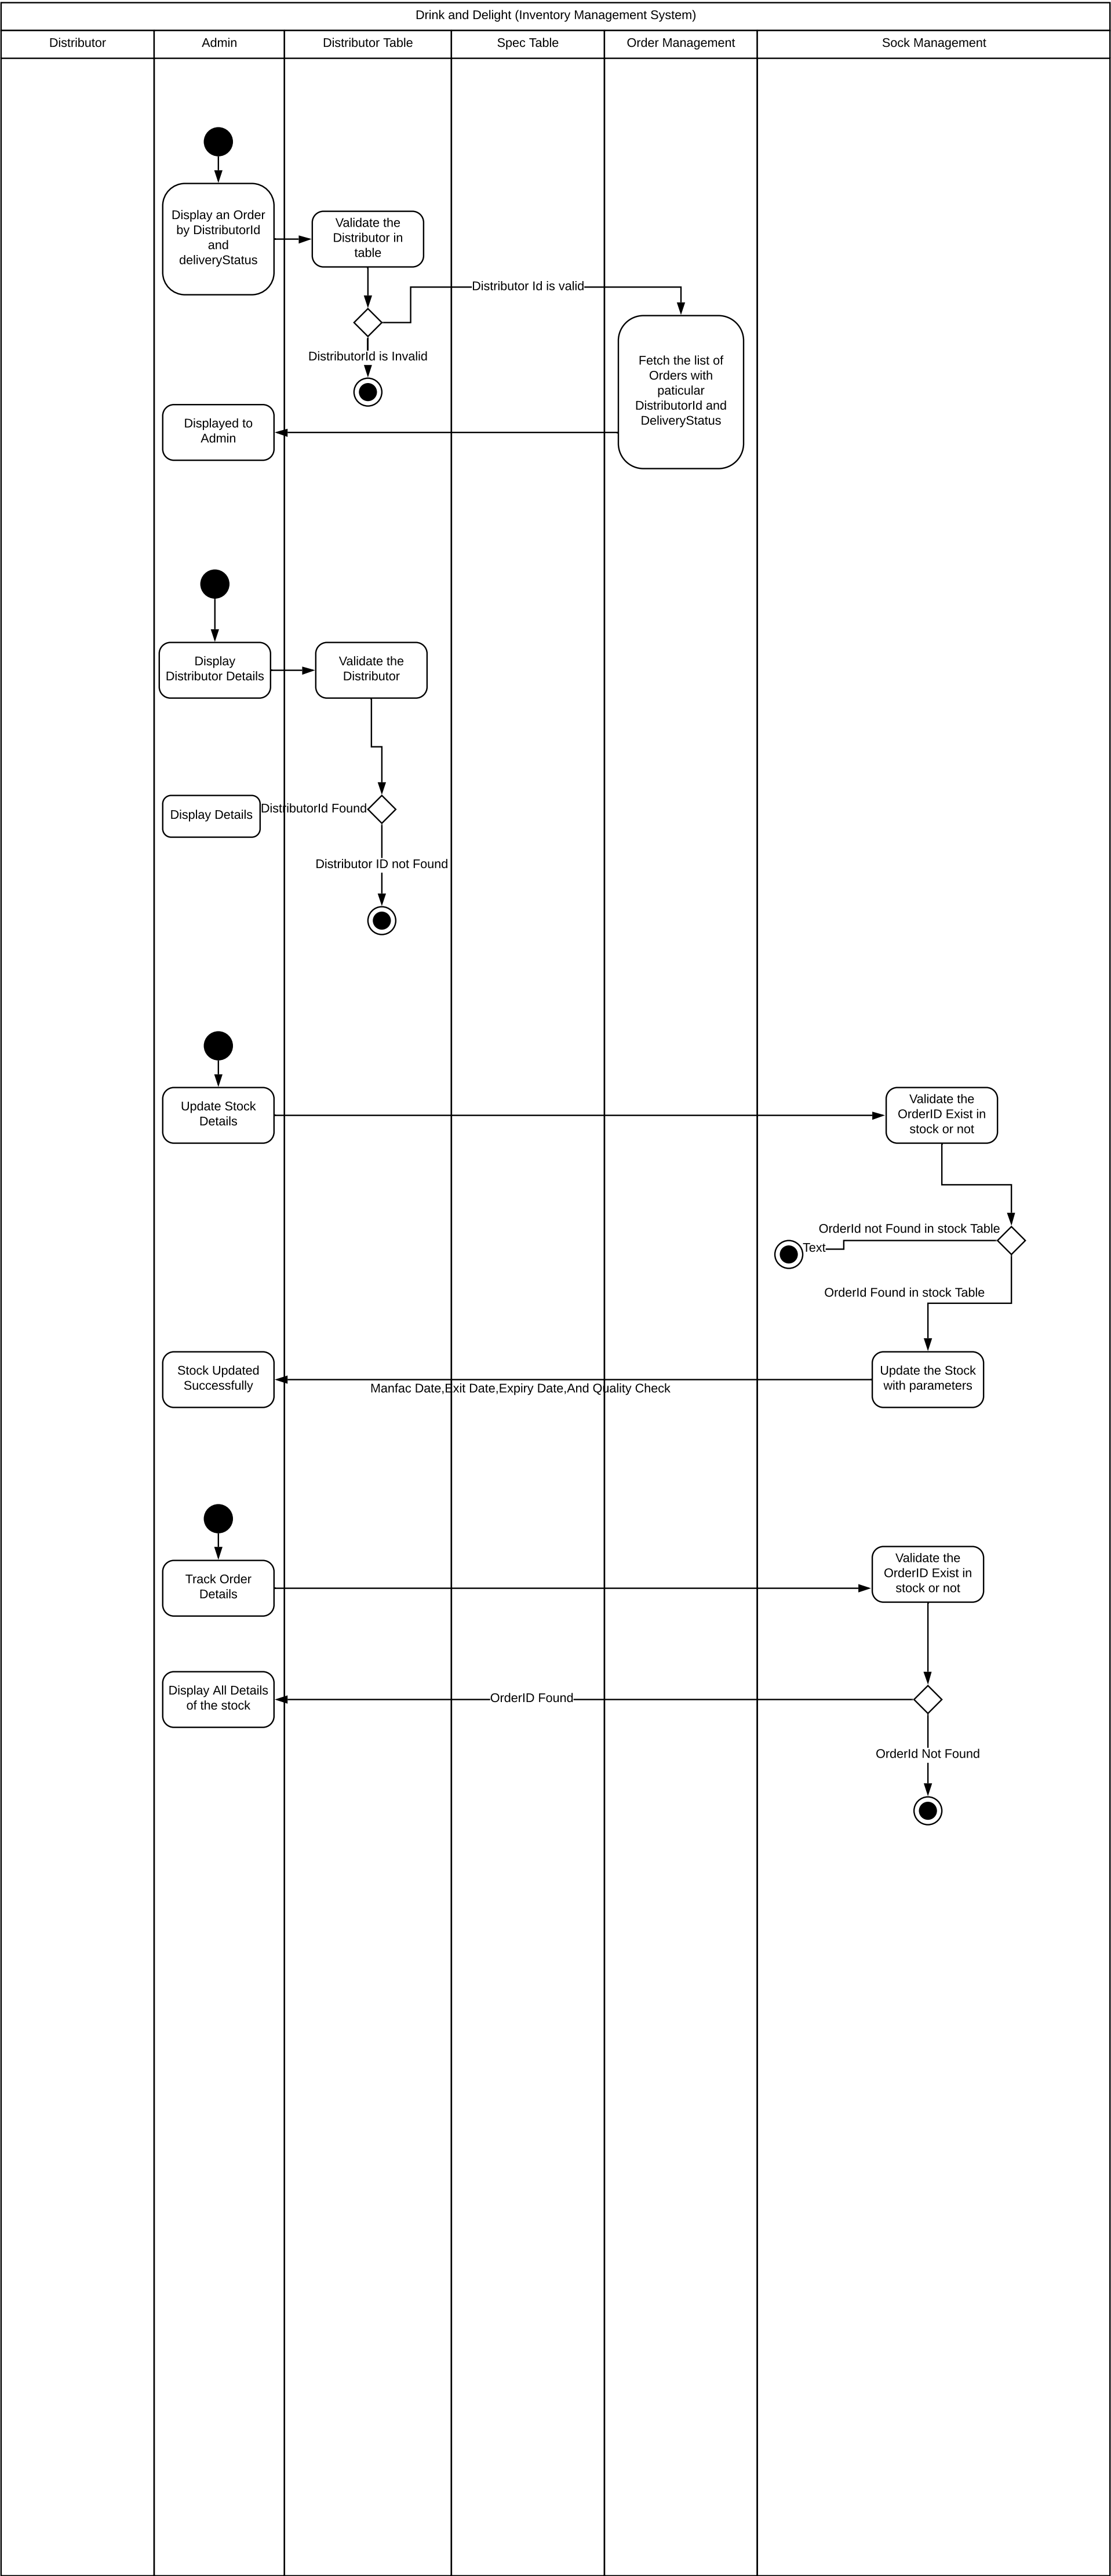 Drink and Delight (Inventory Management System)
Distributor
Admin
Distributor Table
Spec Table
Order Management
Sock Management
Display an Order
by DistributorId
and
deliveryStatus
Validate the
Distributor in
table
Distributor Id is valid
DistributorId is Invalid
Fetch the list of
Orders with
paticular
DistributorId and
DeliveryStatus
Displayed to
Admin
Display
Distributor Details
Validate the
Distributor
Display Details
DistributorId Found
Distributor ID not Found
Update Stock
Details
Validate the
OrderID Exist in
stock or not
OrderId not Found in stock Table
Text
OrderId Found in stock Table
Stock Updated
Successfully
Manfac Date,Exit Date,Expiry Date,And Quality Check
Update the Stock
with parameters
Track Order
Details
Validate the
OrderID Exist in
stock or not
Display All Details
of the stock
OrderID Found
OrderId Not Found